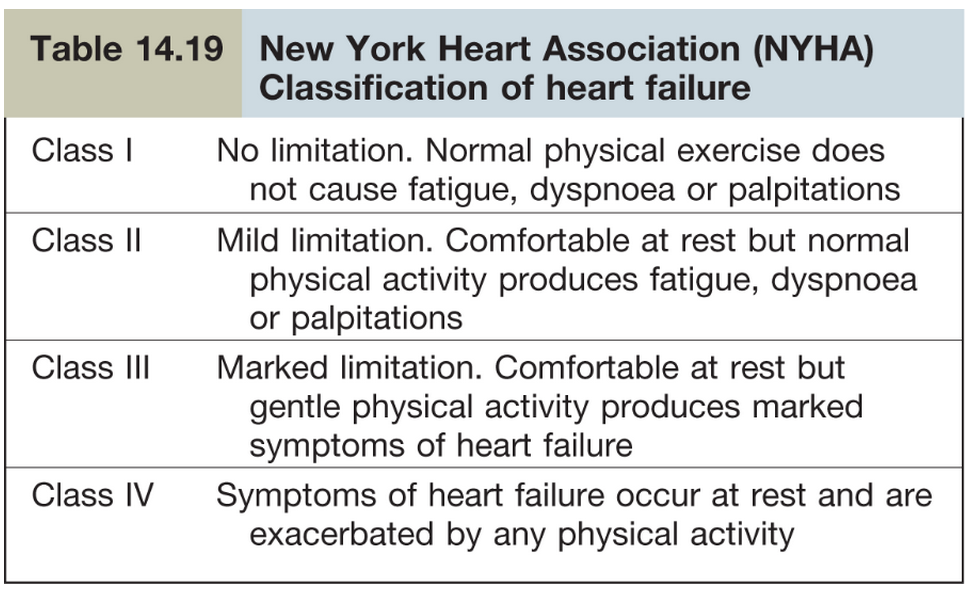 Table 14.19 New York Heart Association (NYHA)
Classification of heart failure
Class I No limitation. Normal physical exercise does
not cause fatigue, dyspnoea or palpitations
Class II Mild limitation. Comfortable at rest but normal
physical activity produces fatigue, dyspnoea
or palpitations
Class III Marked limitation. Comfortable at rest but
gentle physical activity produces marked
symptoms of heart failure
Class IV Symptoms of heart failure occur at rest and are
exacerbated by any physical activity